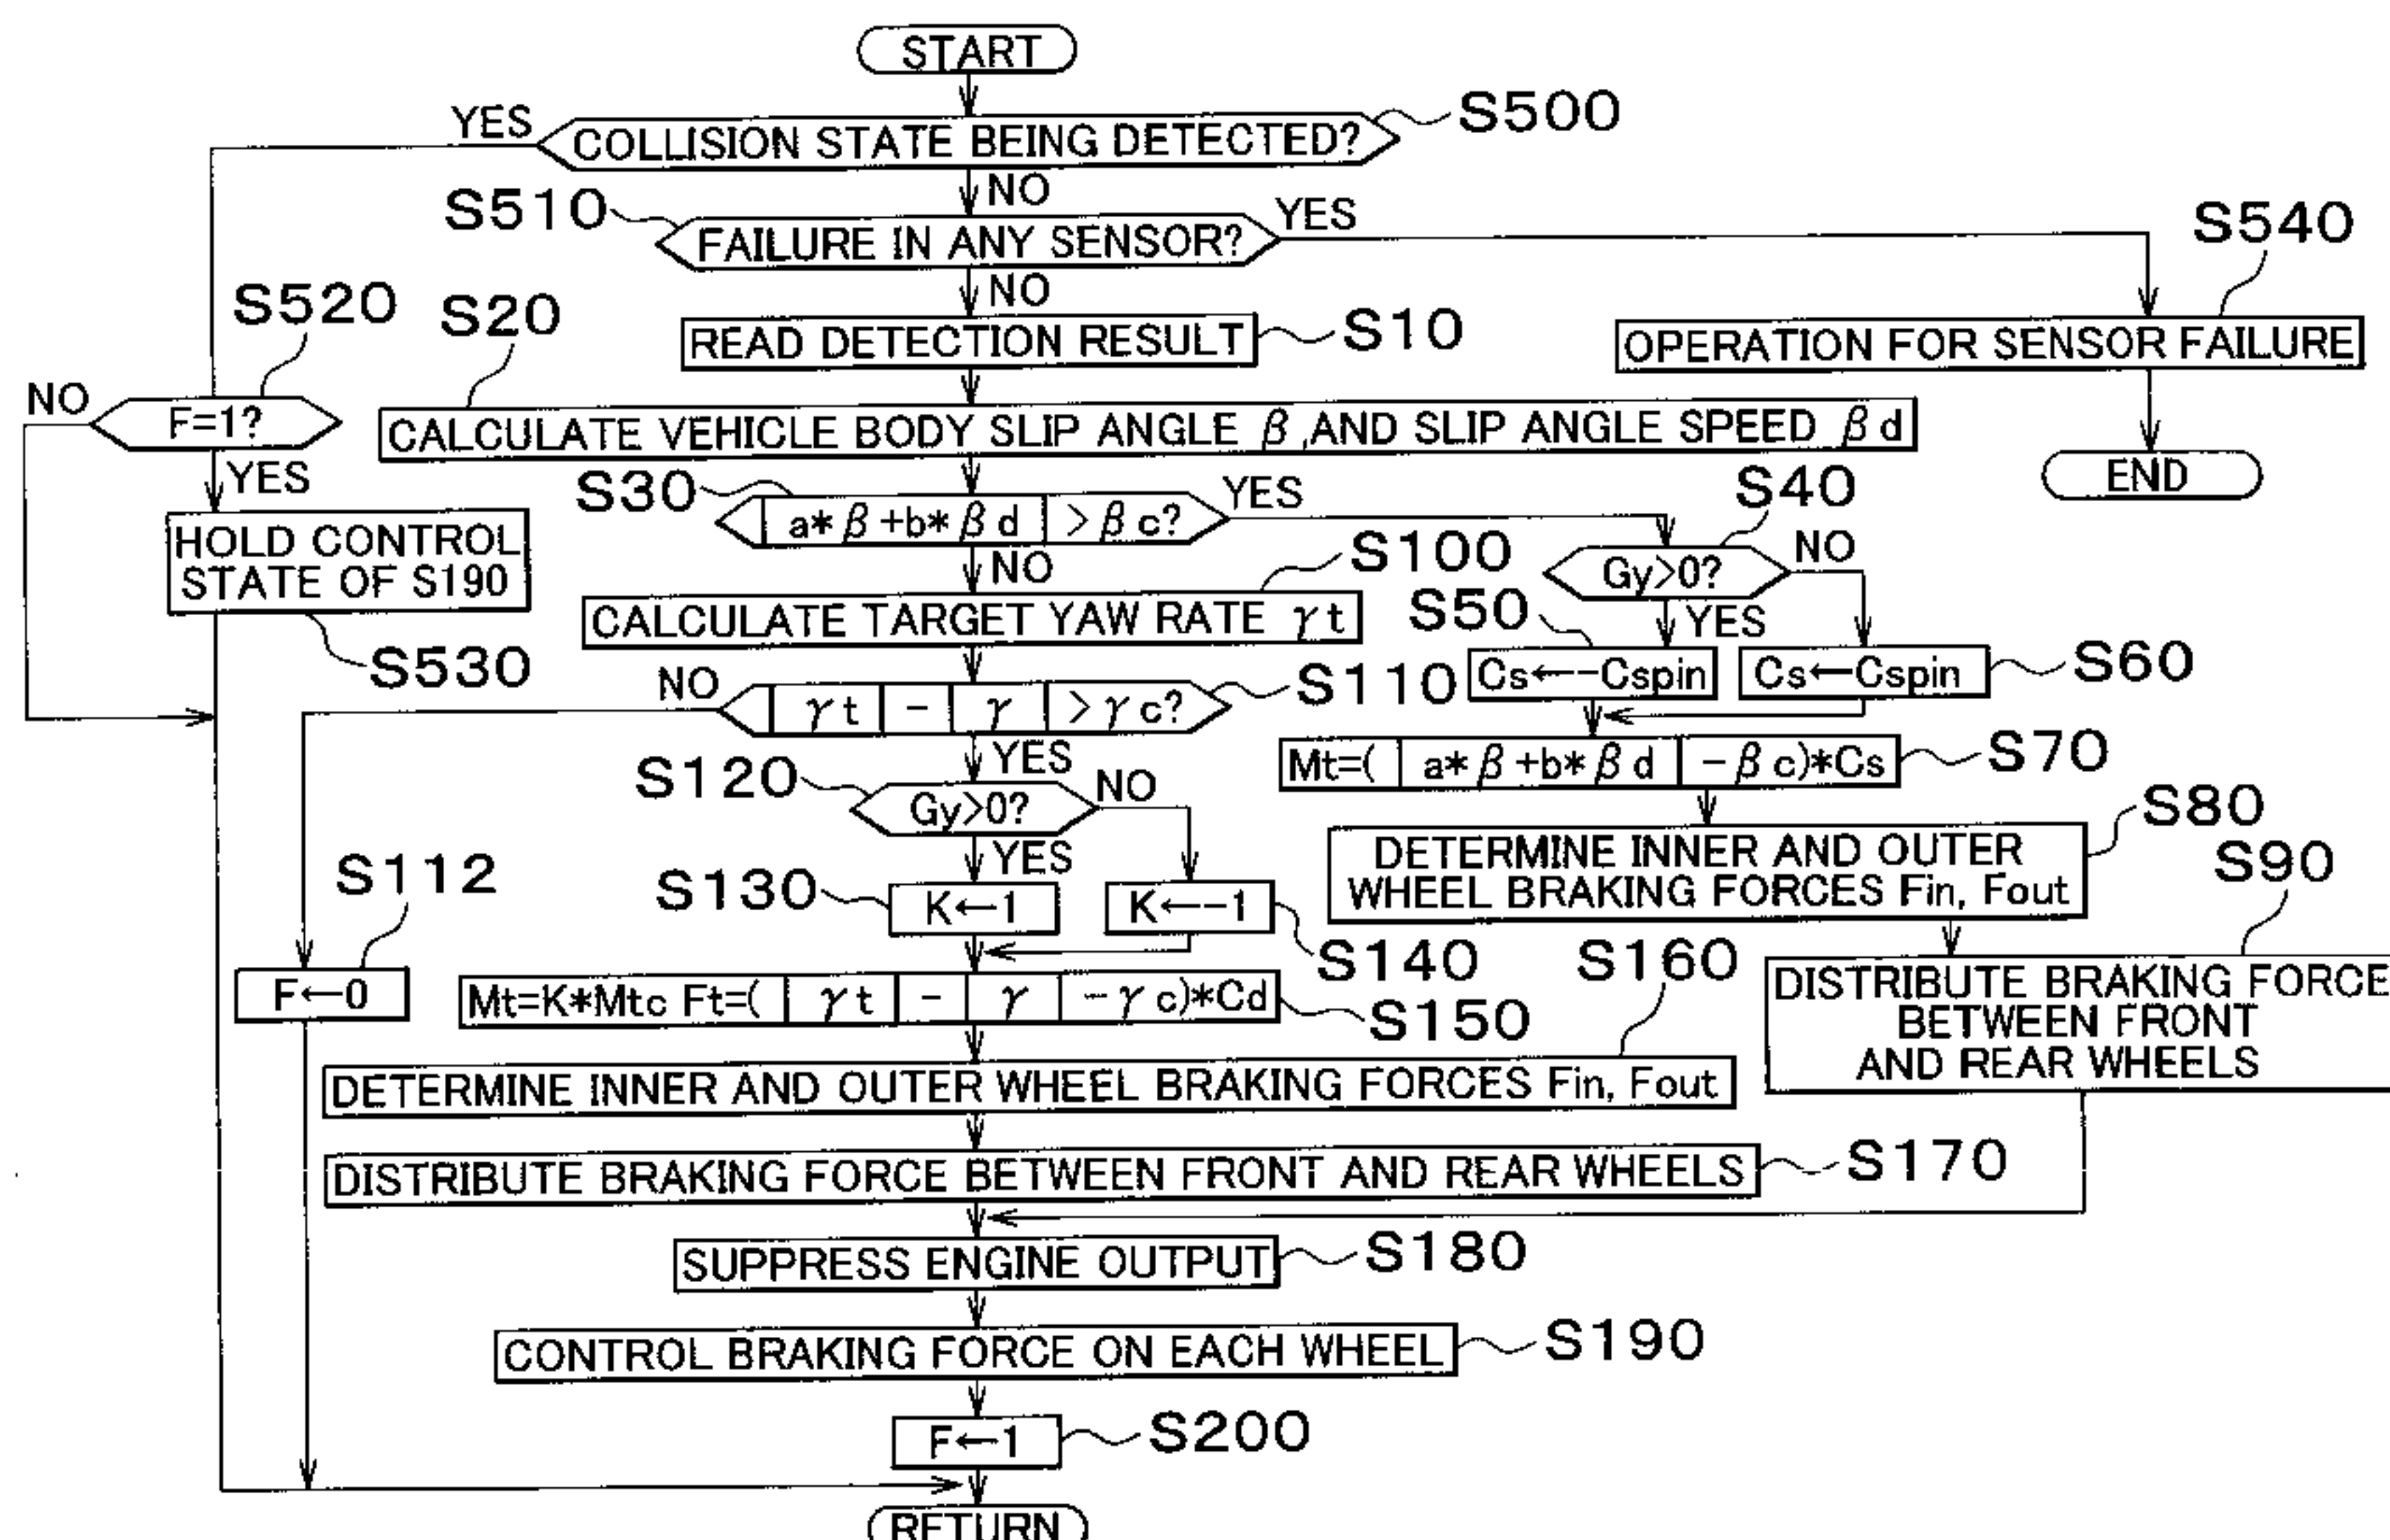 START
YES
COLLISION STATE BEING DETECTED?
S500
NO
S510
FAILURE IN ANY SENSOR?
YES
S540
NO
S520
S20
READ DETECTION RESULT
S10
OPERATION FOR SENSOR FAILURE
NO
F=1?
CALCULATE VEHICLE BODY SLIP ANGLE β ,AND SLIP ANGLE SPEED βd
END
YES
S30
|a*β+b*βd|>βc?
YES
S40
HOLD CONTROL
STATE OF S190
NO
S100
Gy>0?
NO
S530
CALCULATE TARGET YAW RATE γt
S50
YES
Cs←-Cspin
Cs←Cspin
S60
NO
|γt|-|γ|>γc?
S110
YES
Mt=(|a*β+b*βd|-βc)*Cs
S70
S120
Gy>0?
NO
S80
YES
DETERMINE INNER AND OUTER
WHEEL BRAKING FORCES Fin, Fout
S90
S112
S130
K←1
K←-1
S140
S160
F←0
Mt=K*Mtc Ft=(|γt|-|γ|-γc)*Cd
S150
DISTRIBUTE BRAKING FORCE
BETWEEN FRONT
AND REAR WHEELS
DETERMINE INNER AND OUTER WHEEL BRAKING FORCES Fin, Fout
DISTRIBUTE BRAKING FORCE BETWEEN FRONT AND REAR WHEELS
S170
SUPPRESS ENGINE OUTPUT
S180
CONTROL BRAKING FORCE ON EACH WHEEL
S190
F←1
S200
RETURN